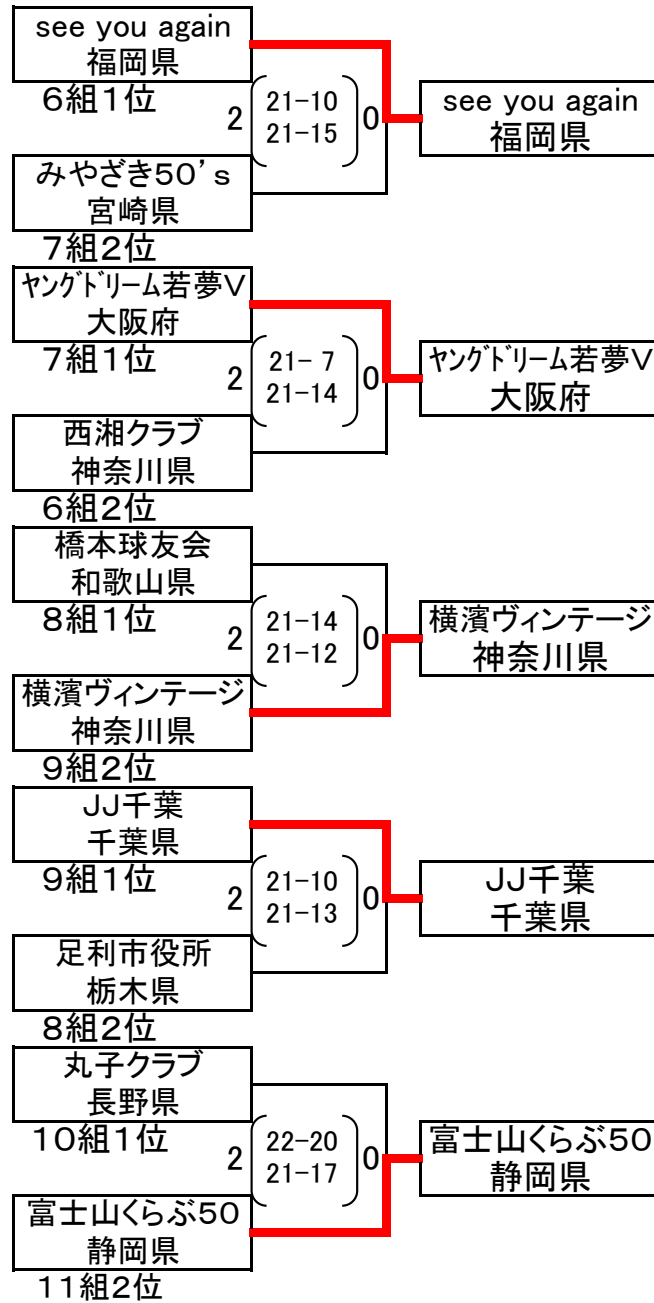 see you again
福岡県
6組1位
2 21-10 0
21-15
see you again
福岡県
みやざき50’s
宮崎県
7組2位
ヤングドリーム若夢V
大阪府
7組1位
2 21- 7 0
21-14
ヤングドリーム若夢V
大阪府
西湘クラブ
神奈川県
6組2位
橋本球友会
和歌山県
8組1位
2 21-14 0
21-12
横濱ヴィンテージ
神奈川県
横濱ヴィンテージ
神奈川県
9組2位
JJ千葉
千葉県
9組1位
2 21-10 0
21-13
JJ千葉
千葉県
足利市役所
栃木県
8組2位
丸子クラブ
長野県
10組1位
2 22-20 0
21-17
富士山くらぶ50
静岡県
富士山くらぶ50
静岡県
11組2位